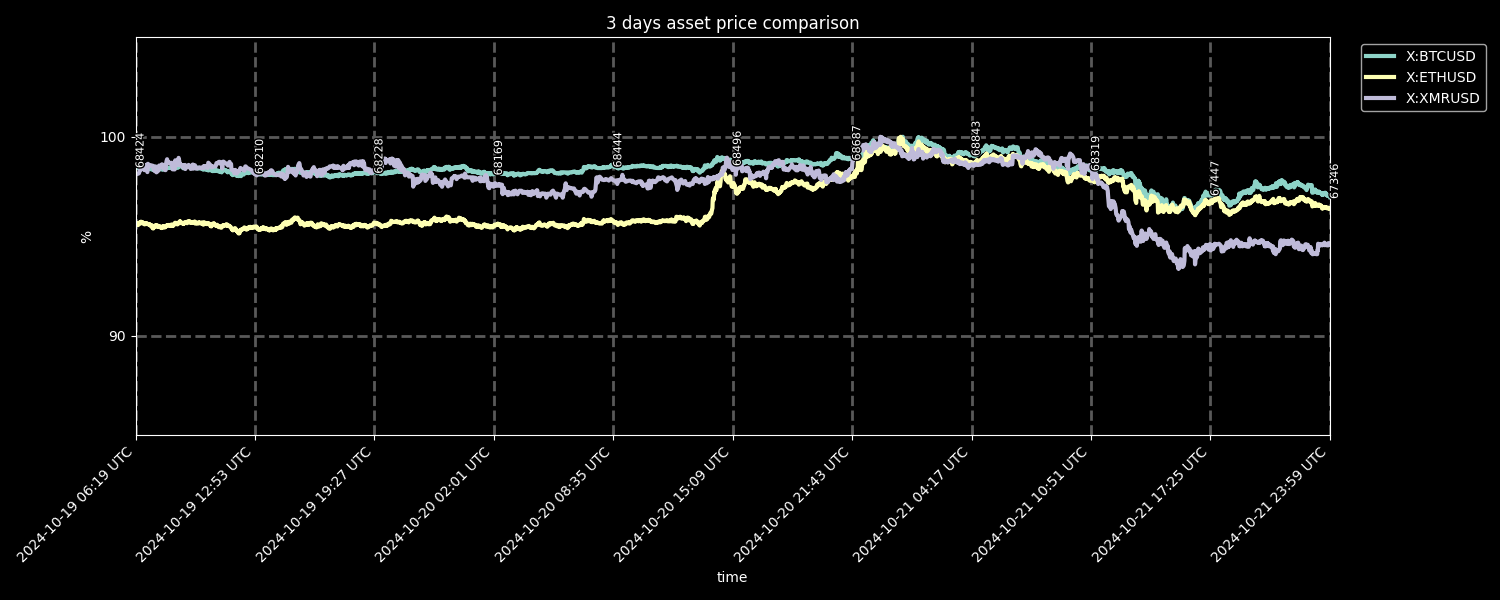 3 days asset price comparison
X:BTCUSD
X:ETHUSD
X:XMRUSD
100
90
%
68424
68210
68228
68169
68444
68496
68687
68843
68319
67447
67346
2024-10-19 06:19 UTC
2024-10-19 12:53 UTC
2024-10-19 19:27 UTC
2024-10-20 02:01 UTC
2024-10-20 08:35 UTC
2024-10-20 15:09 UTC
2024-10-20 21:43 UTC
2024-10-21 04:17 UTC
2024-10-21 10:51 UTC
2024-10-21 17:25 UTC
2024-10-21 23:59 UTC
time